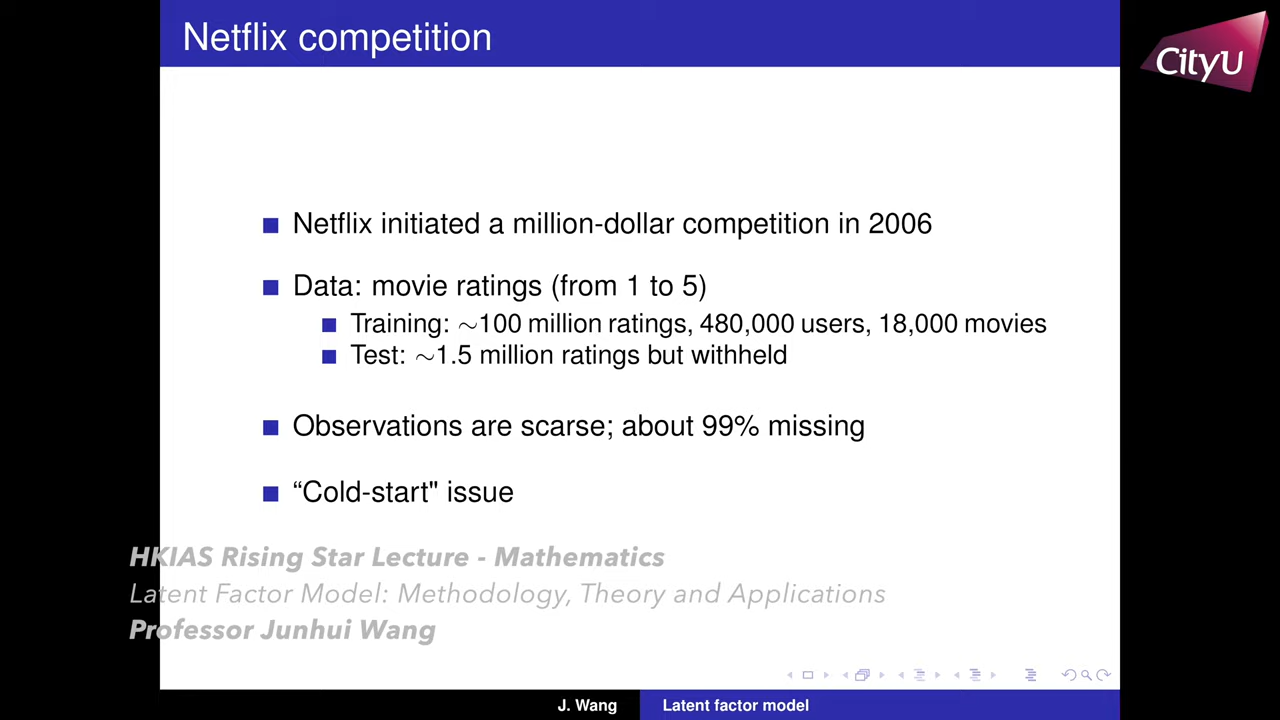 Netflix competition
CityU
Netflix initiated a million-dollar competition in 2006
Data: movie ratings (from 1 to 5)
Training: ∼100 million ratings, 480,000 users, 18,000 movies
Test: ∼1.5 million ratings but withheld
Observations are scarse; about 99% missing
“Cold-start" issue
HKIAS Rising Star Lecture - Mathematics
Latent Factor Model: Methodology, Theory and Applications
Professor Junhui Wang
J. Wang
Latent factor model